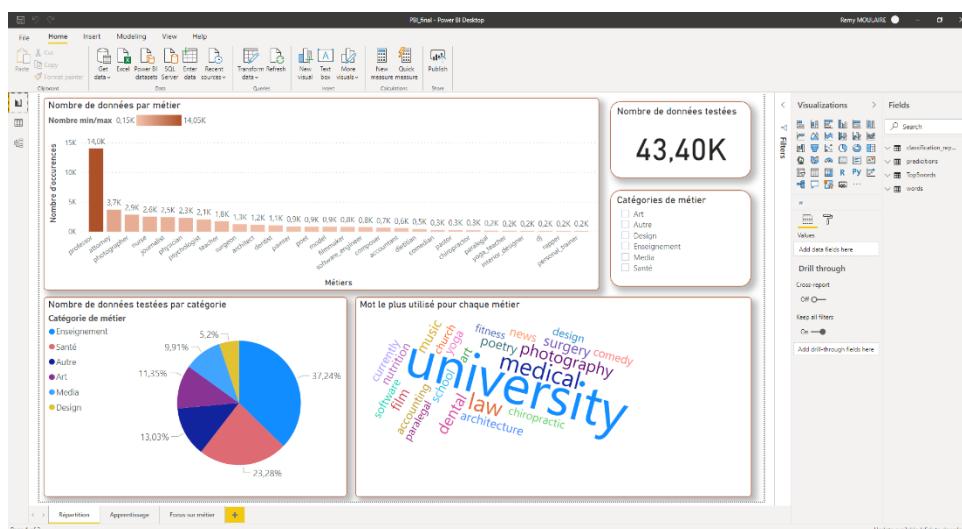 PBI_final - Power BI Desktop
Remy MOULAIRE
File Home Insert Modeling View Help
Paste
Cut
Copy
Format painter
Get data
Excel
Power BI datasets
SQL Server
Enter data
Recent sources
Transform data
Refresh
New visual
Text box
More visuals
New measure
Quick measure
Publish
Clipboard
Data
Queries
Insert
Calculations
Share
Nombre de données par métier
Nombre min/max 0,15K 14,05K
Nombre d'occurences
15K
10K
5K
0K
14,0K 3,7K 2,9K 2,6K 2,5K 2,3K 2,1K 1,8K 1,3K 1,2K 1,1K 0,9K 0,9K 0,9K 0,8K 0,8K 0,7K 0,6K 0,5K 0,3K 0,3K 0,3K 0,2K 0,2K 0,2K 0,2K 0,2K 0,2K
professor attorney photographer nurse journalist physician psychologist teacher surgeon architect dentist painter poet model filmmaker software_engineer composer accountant dietitian comedian pastor chiropractor paralegal yoga_teacher interior_designer dj rapper personal_trainer
Métiers
Nombre de données testées
43,40K
Catégories de métier
Art
Autre
Design
Enseignement
Media
Santé
Nombre de données testées par catégorie
Catégorie de métier
Enseignement
Santé
Autre
Art
Media
Design
5,2%
9,91%
11,35%
13,03%
23,28%
37,24%
Mot le plus utilisé pour chaque métier
currently
nutrition
music
church
yoga
fitness
news
design
poetry
surgery
comedy
art
photography
software
film
school
university
medical
accounting
paralegal
dental
law
chiropractic
architecture
Filters
Visualizations
Values
Add data fields here
Drill through
Cross-report
Off
Keep all filters
On
Add drill-through fields here
Fields
Search
classification_rep...
predictions
Top5words
words
Répartition
Apprentissage
Focus sur métier